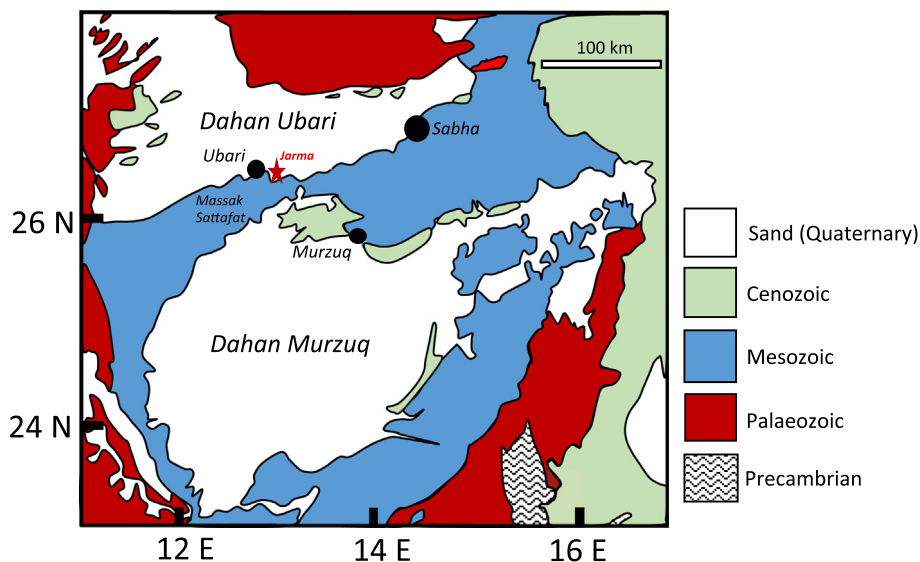 100 km
Dahan Ubari
Sabha
Ubari
Jarma
Massak
Sattafat
26 N
Murzuq
Dahan Murzuq
24 N
12 E
14 E
16 E
Sand (Quaternary)
Cenozoic
Mesozoic
Palaeozoic
Precambrian